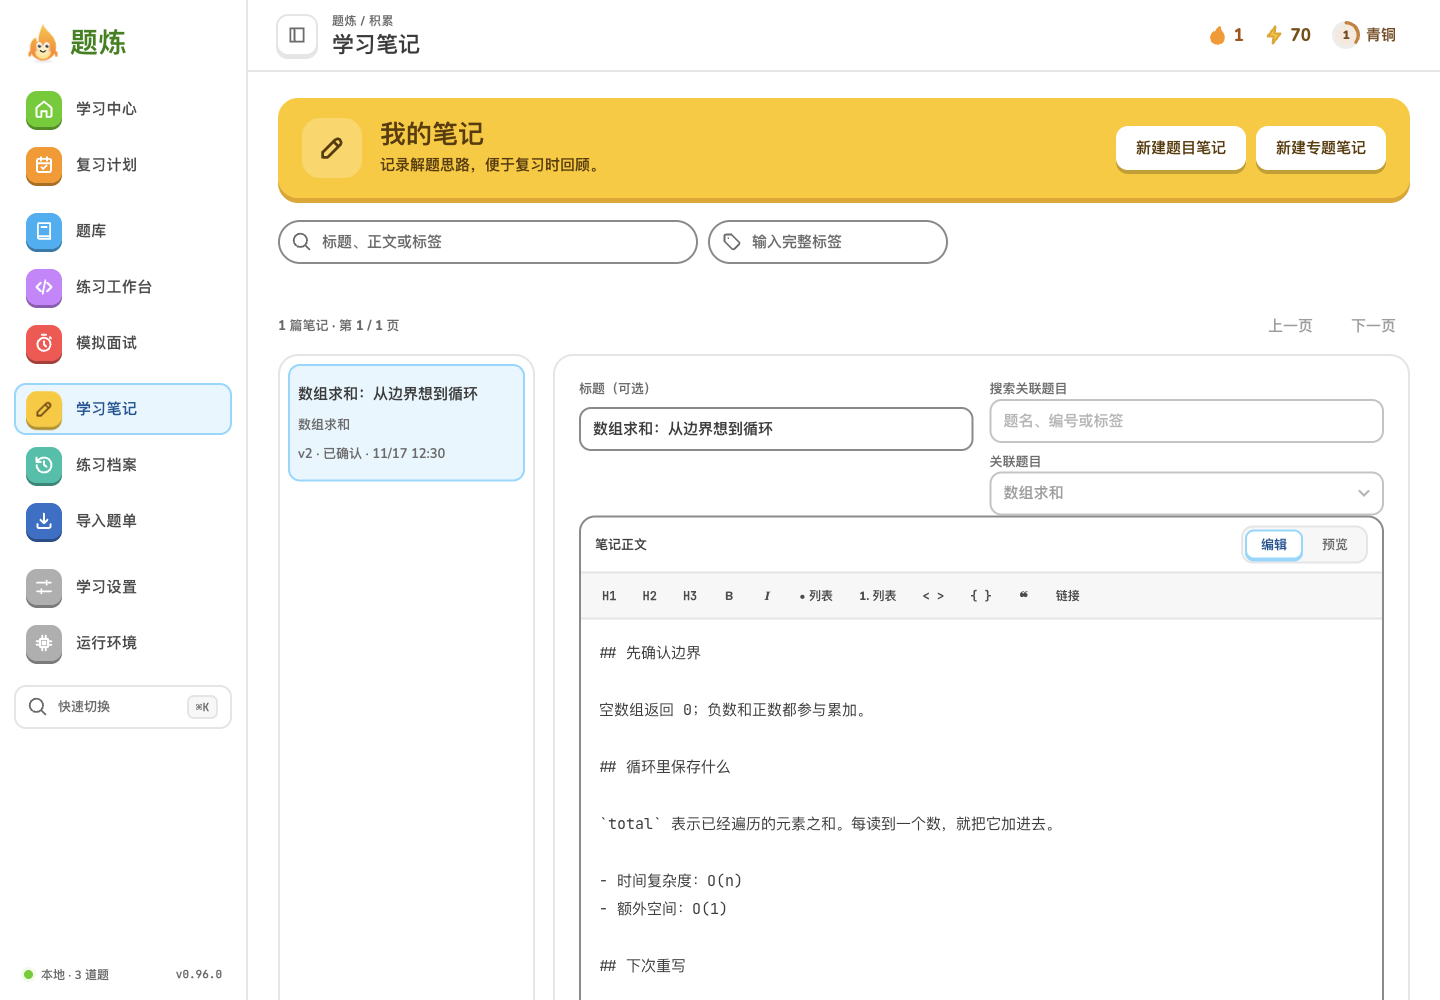 题炼
学习中心
复习计划
题库
练习工作台
模拟面试
学习笔记
练习档案
导入题单
学习设置
运行环境
快速切换 ⌘K
本地 · 3 道题 v0.96.0
题炼 / 积累
学习笔记
1 70 1 青铜
我的笔记
记录解题思路，便于复习时回顾。
新建题目笔记 新建专题笔记
标题、正文或标签 输入完整标签
1 篇笔记 · 第 1 / 1 页 上一页 下一页
数组求和：从边界想到循环
数组求和
v2 · 已确认 · 11/17 12:30
标题（可选）
数组求和：从边界想到循环
搜索关联题目
题名、编号或标签
关联题目
数组求和
笔记正文 编辑 预览
H1 H2 H3 B I • 列表 1. 列表 < > { } ❝ 链接
## 先确认边界
空数组返回 0；负数和正数都参与累加。
## 循环里保存什么
`total` 表示已经遍历的元素之和。每读到一个数，就把它加进去。
- 时间复杂度：O(n)
- 额外空间：O(1)
## 下次重写